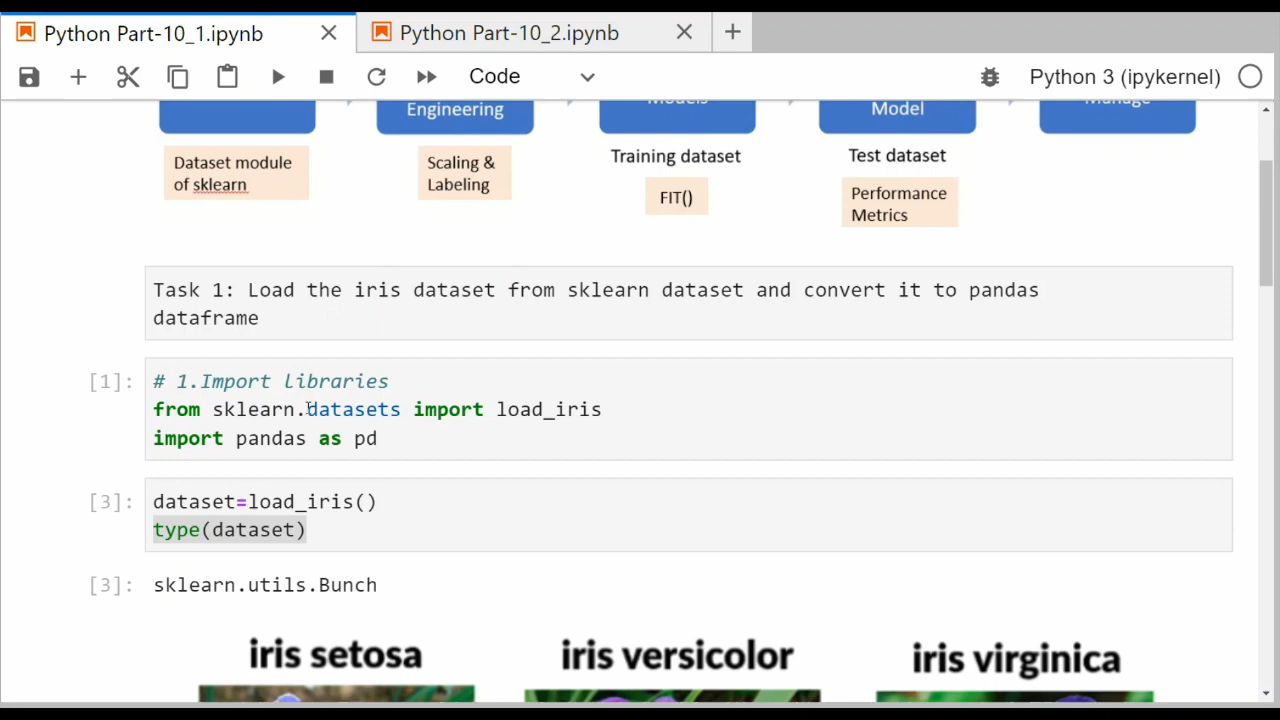 Python Part-10_1.ipynb
Python Part-10_2.ipynb
Code
Python 3 (ipykernel)
Engineering
Models
Model
Manage
Dataset module
of sklearn
Scaling &
Labeling
Training dataset
FIT()
Test dataset
Performance
Metrics
Task 1: Load the iris dataset from sklearn dataset and convert it to pandas
dataframe
[1]:
# 1.Import libraries
from sklearn.datasets import load_iris
import pandas as pd
[3]:
dataset=load_iris()
type(dataset)
[3]:
sklearn.utils.Bunch
iris setosa
iris versicolor
iris virginica